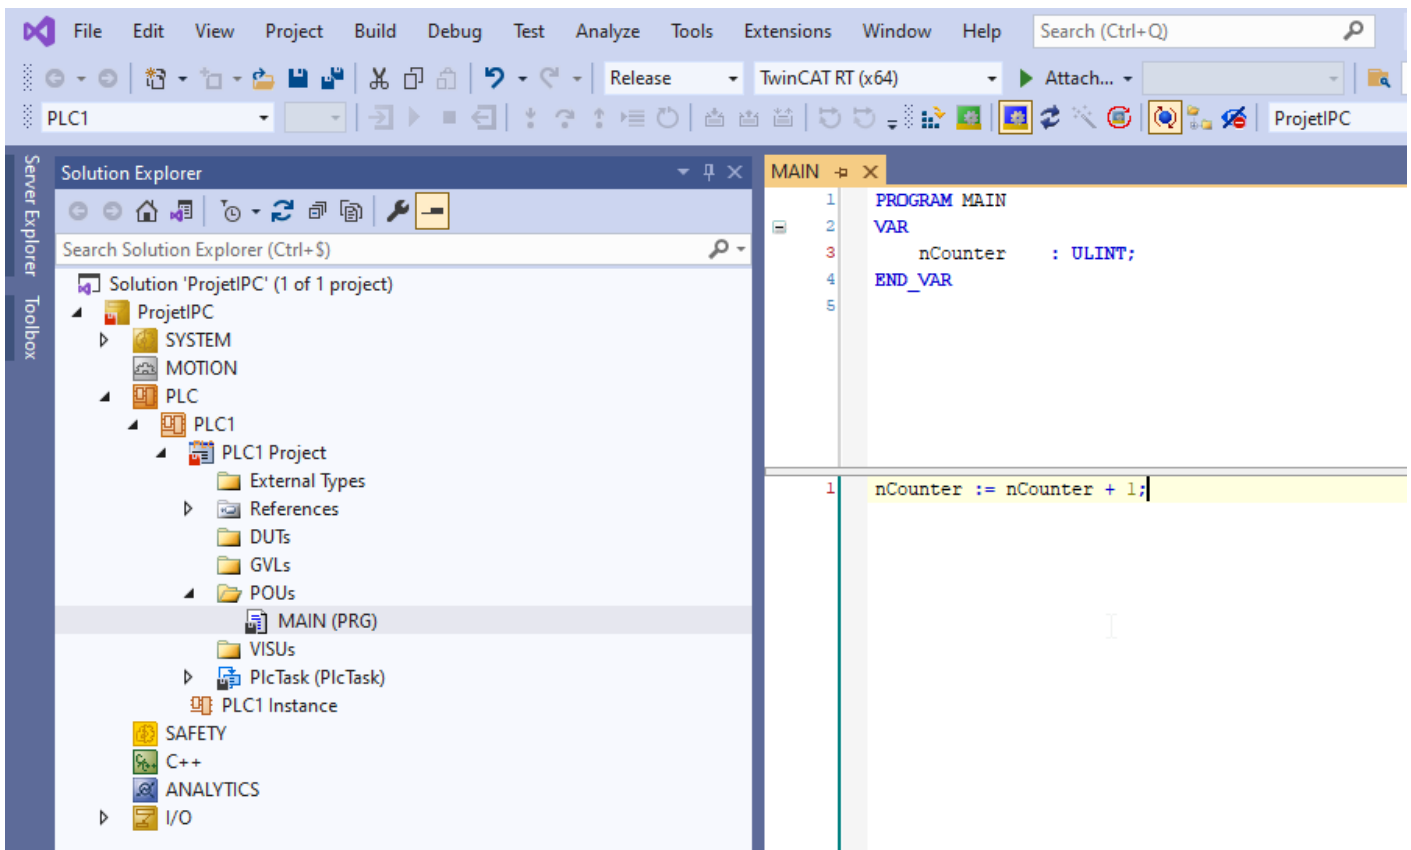 File Edit View Project Build Debug Test Analyze Tools Extensions Window Help Search (Ctrl+Q)
Release TwinCAT RT (x64) Attach...
PLC1 ProjetIPC
Server Explorer
Toolbox
Solution Explorer
Search Solution Explorer (Ctrl+$)
Solution 'ProjetIPC' (1 of 1 project)
ProjetIPC
SYSTEM
MOTION
PLC
PLC1
PLC1 Project
External Types
References
DUTs
GVLs
POUs
MAIN (PRG)
VISUs
PlcTask (PlcTask)
PLC1 Instance
SAFETY
C++
ANALYTICS
I/O
MAIN
1 PROGRAM MAIN
2 VAR
3 nCounter : ULINT;
4 END_VAR
5
1 nCounter := nCounter + 1;